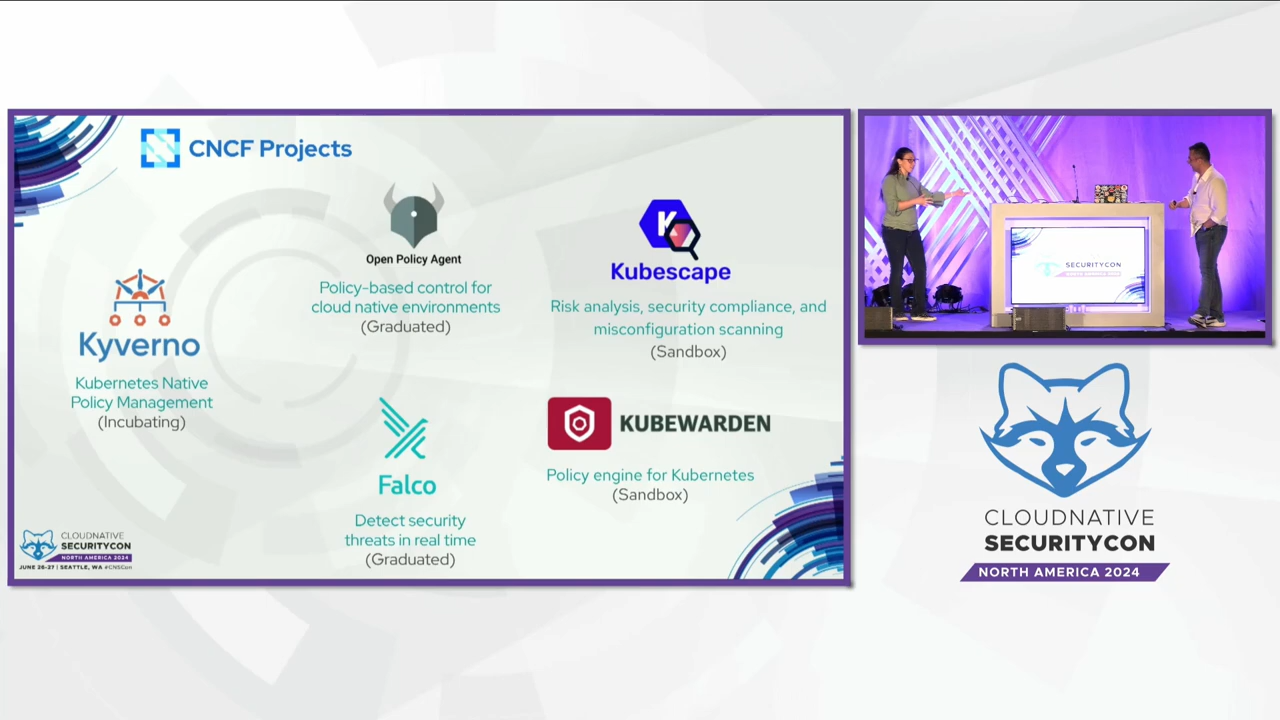 CNCF Projects
Open Policy Agent
Policy-based control for
cloud native environments
(Graduated)
Kubescape
Risk analysis, security compliance, and
misconfiguration scanning
(Sandbox)
Kyverno
Kubernetes Native
Policy Management
(Incubating)
Falco
Detect security
threats in real time
(Graduated)
KUBEWARDEN
Policy engine for Kubernetes
(Sandbox)
CLOUDNATIVE
SECURITYCON
NORTH AMERICA 2024
JUNE 26-27 | SEATTLE, WA #CNSCon
SECURITYCON
CLOUDNATIVE
SECURITYCON
NORTH AMERICA 2024